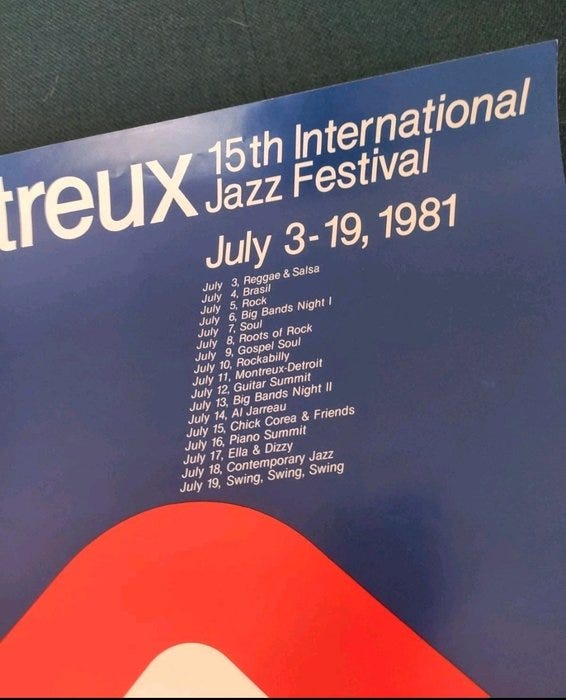 treux
15th International
Jazz Festival
July 3-19, 1981
July 3, Reggae & Salsa
July 4, Brasil
July 5, Rock
July 6, Big Bands Night I
July 7, Soul
July 8, Roots of Rock
July 9, Gospel Soul
July 10, Rockabilly
July 11, Montreux-Detroit
July 12, Guitar Summit
July 13, Big Bands Night II
July 14, Al Jarreau
July 15, Chick Corea & Friends
July 16, Piano Summit
July 17, Ella & Dizzy
July 18, Contemporary Jazz
July 19, Swing, Swing, Swing